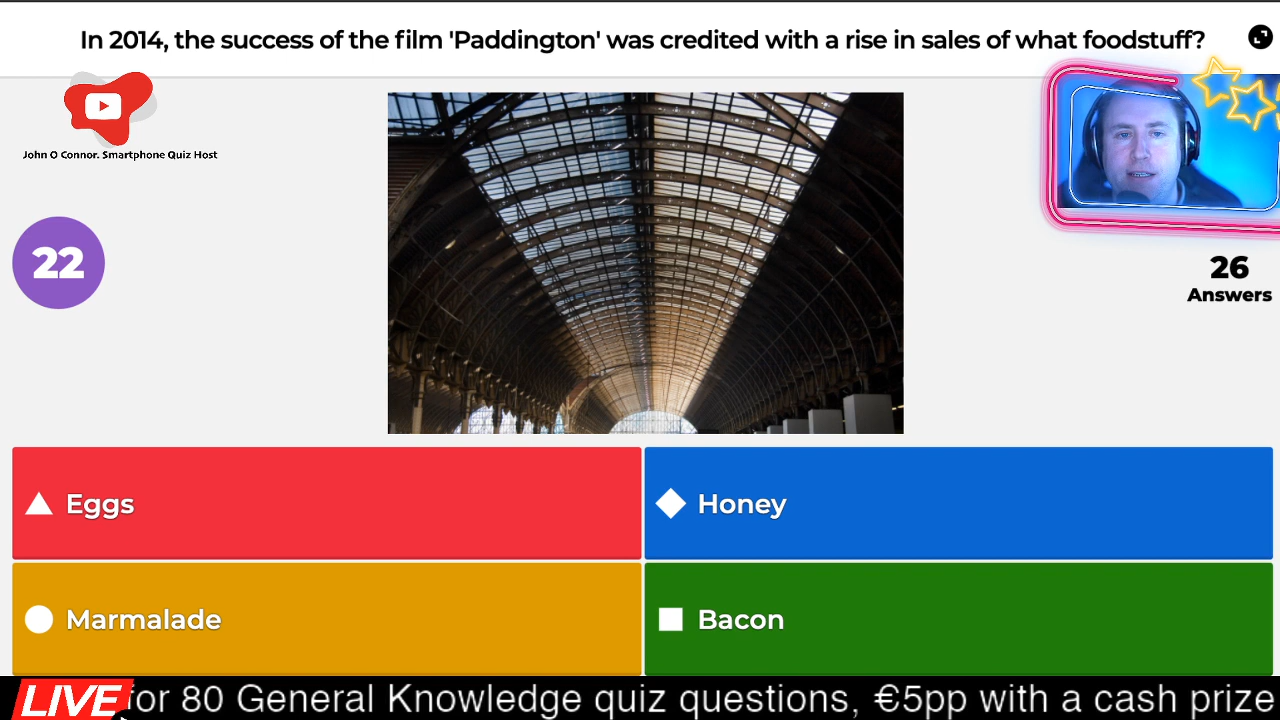 In 2014, the success of the film 'Paddington' was credited with a rise in sales of what foodstuff?
John O Connor. Smartphone Quiz Host
22
26
Answers
Eggs
Honey
Marmalade
Bacon
LIVE
for 80 General Knowledge quiz questions, €5pp with a cash prize